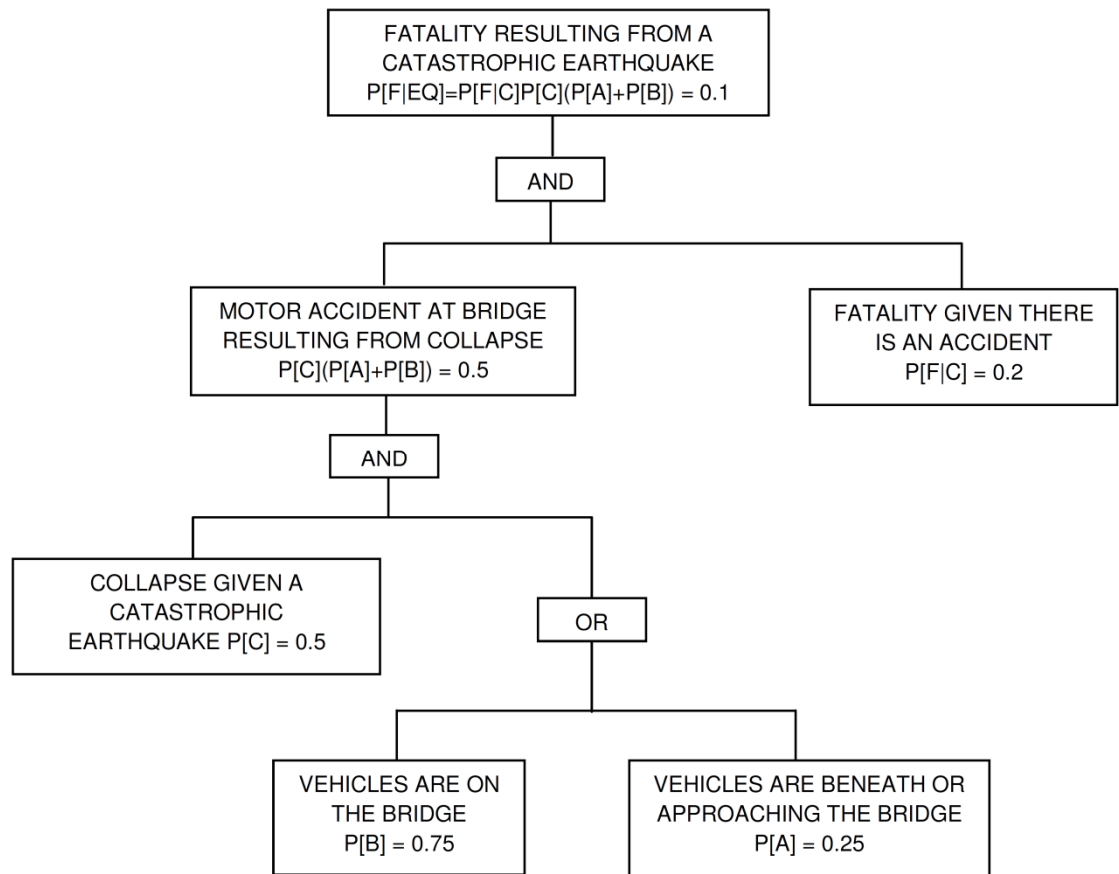 FATALITY RESULTING FROM A
CATASTROPHIC EARTHQUAKE
P[F|EQ]=P[F|C]P[C](P[A]+P[B]) = 0.1
AND
MOTOR ACCIDENT AT BRIDGE
RESULTING FROM COLLAPSE
P[C](P[A]+P[B]) = 0.5
FATALITY GIVEN THERE
IS AN ACCIDENT
P[F|C] = 0.2
AND
COLLAPSE GIVEN A
CATASTROPHIC
EARTHQUAKE P[C] = 0.5
OR
VEHICLES ARE ON
THE BRIDGE
P[B] = 0.75
VEHICLES ARE BENEATH OR
APPROACHING THE BRIDGE
P[A] = 0.25